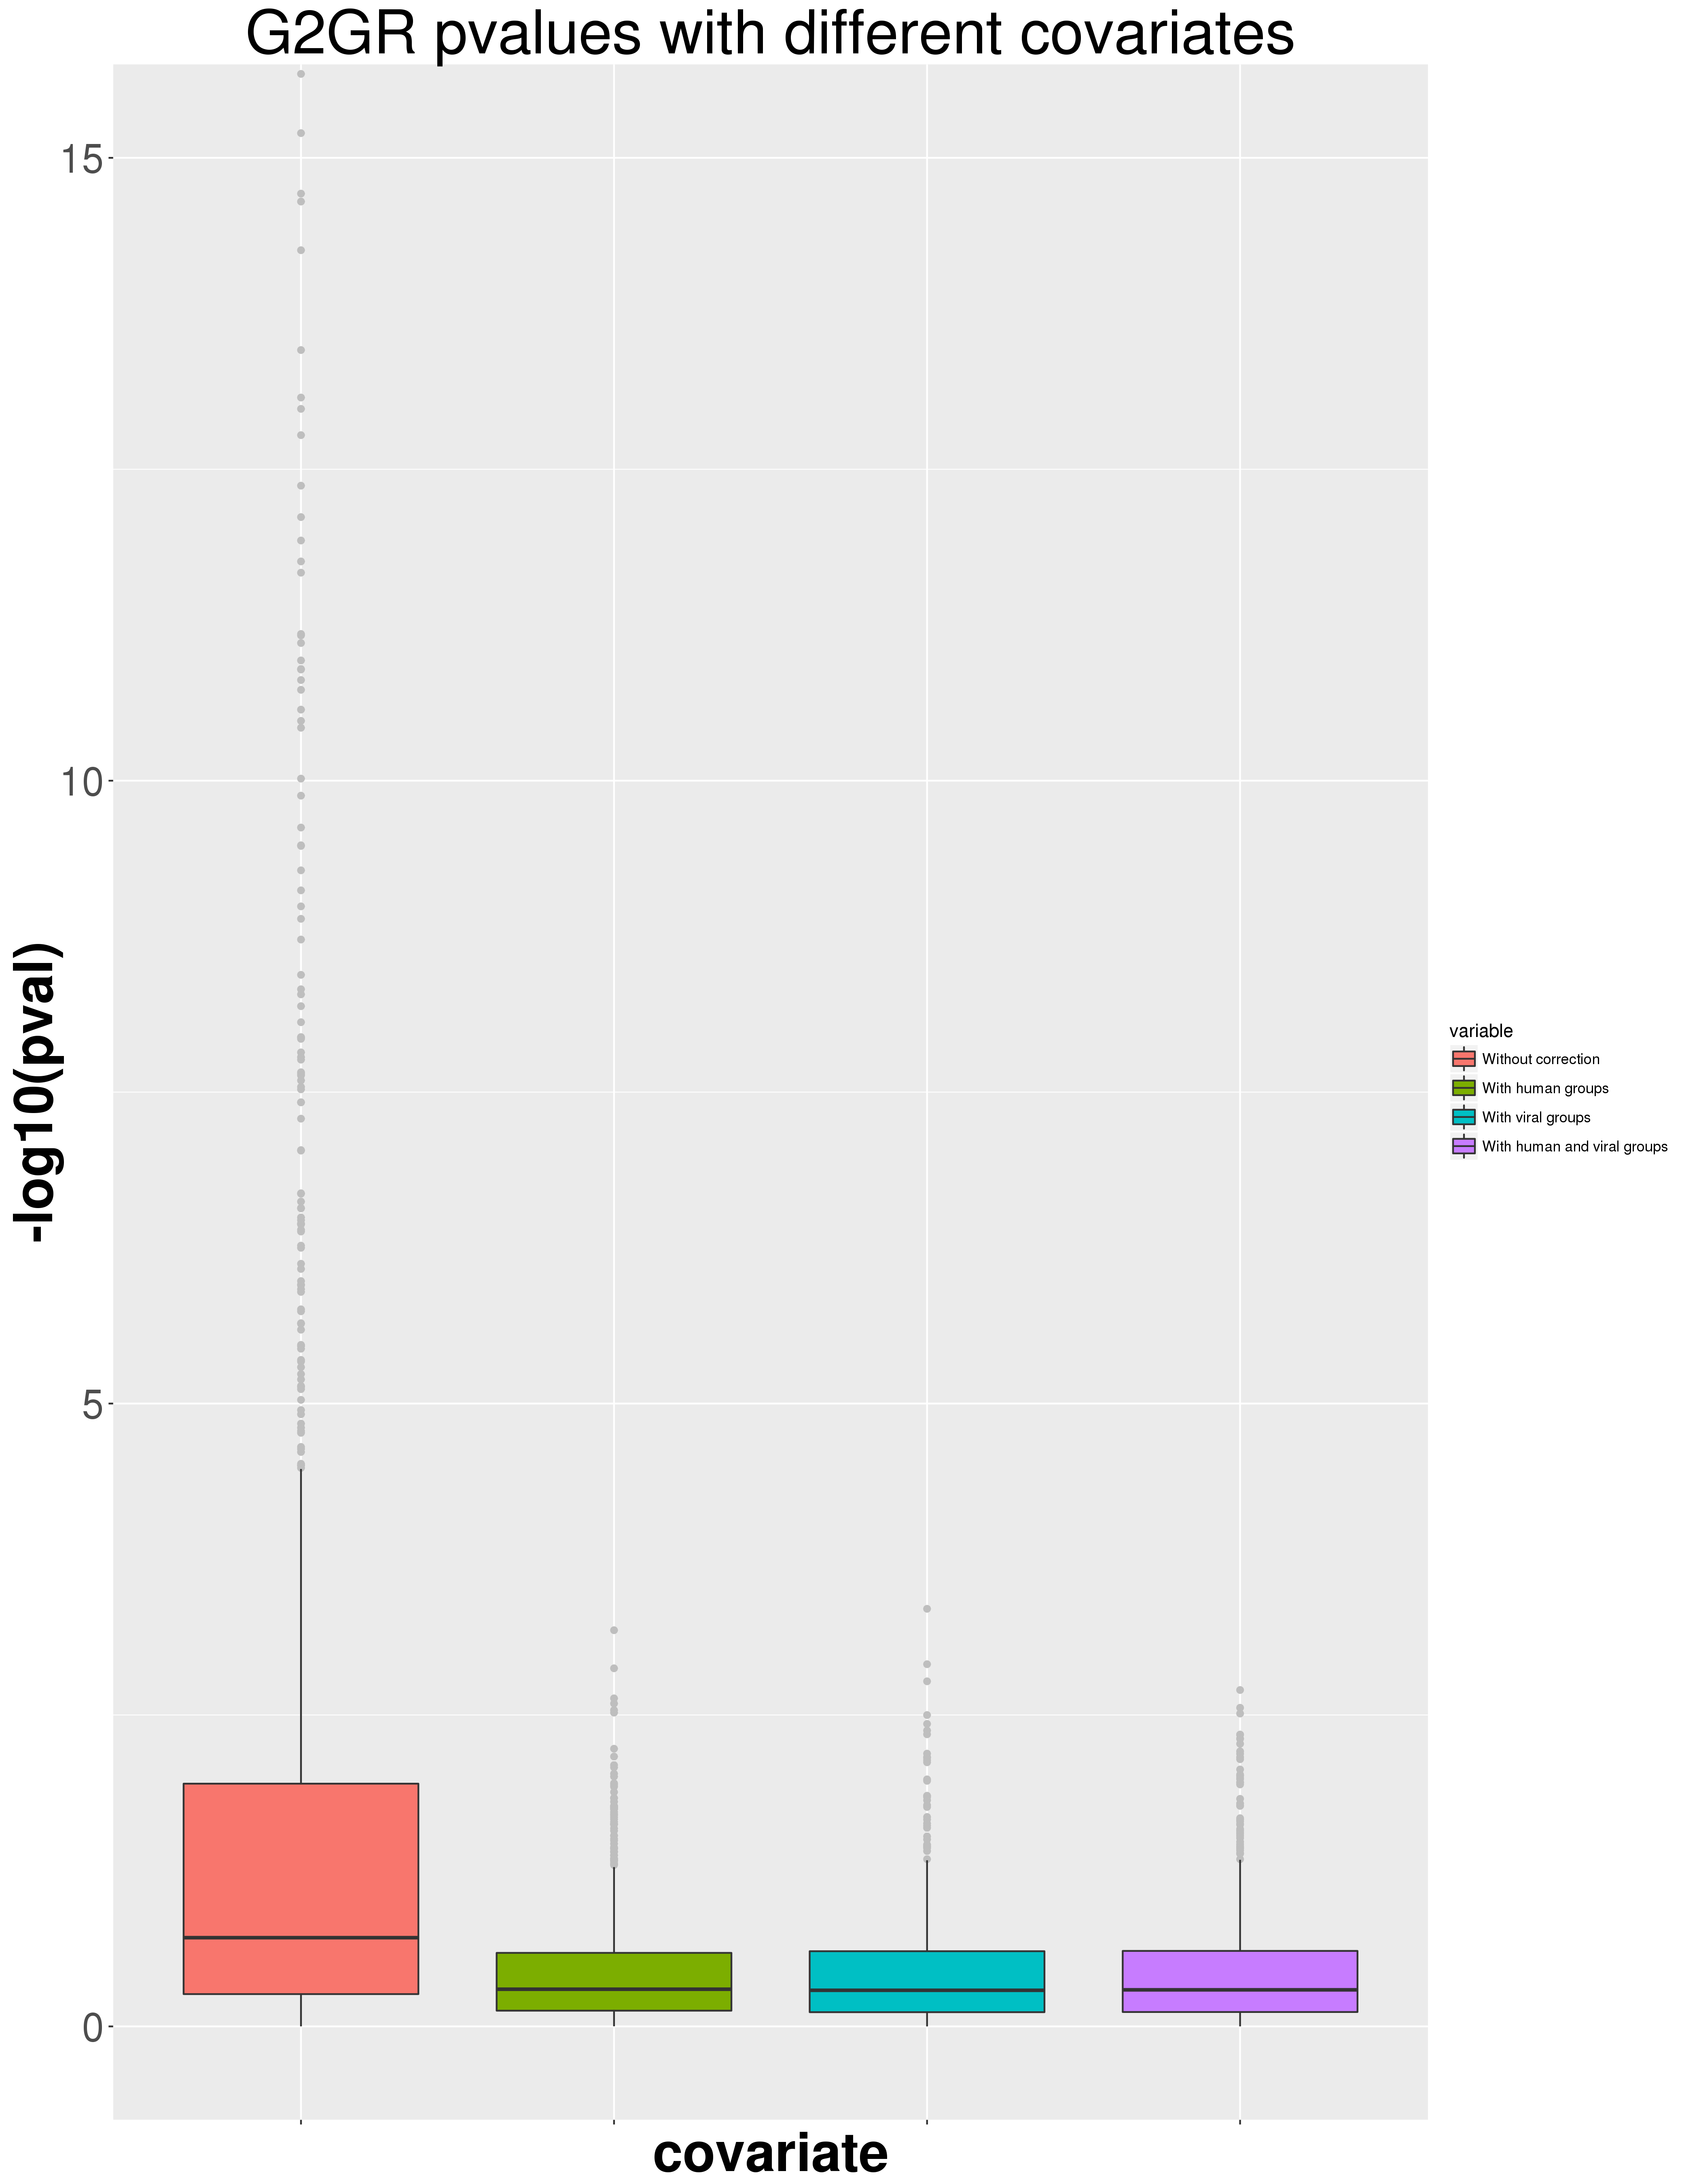 G2GR pvalues with different covariates
15
10
5
0
-log10(pval)
covariate
variable
Without correction
With human groups
With viral groups
With human and viral groups